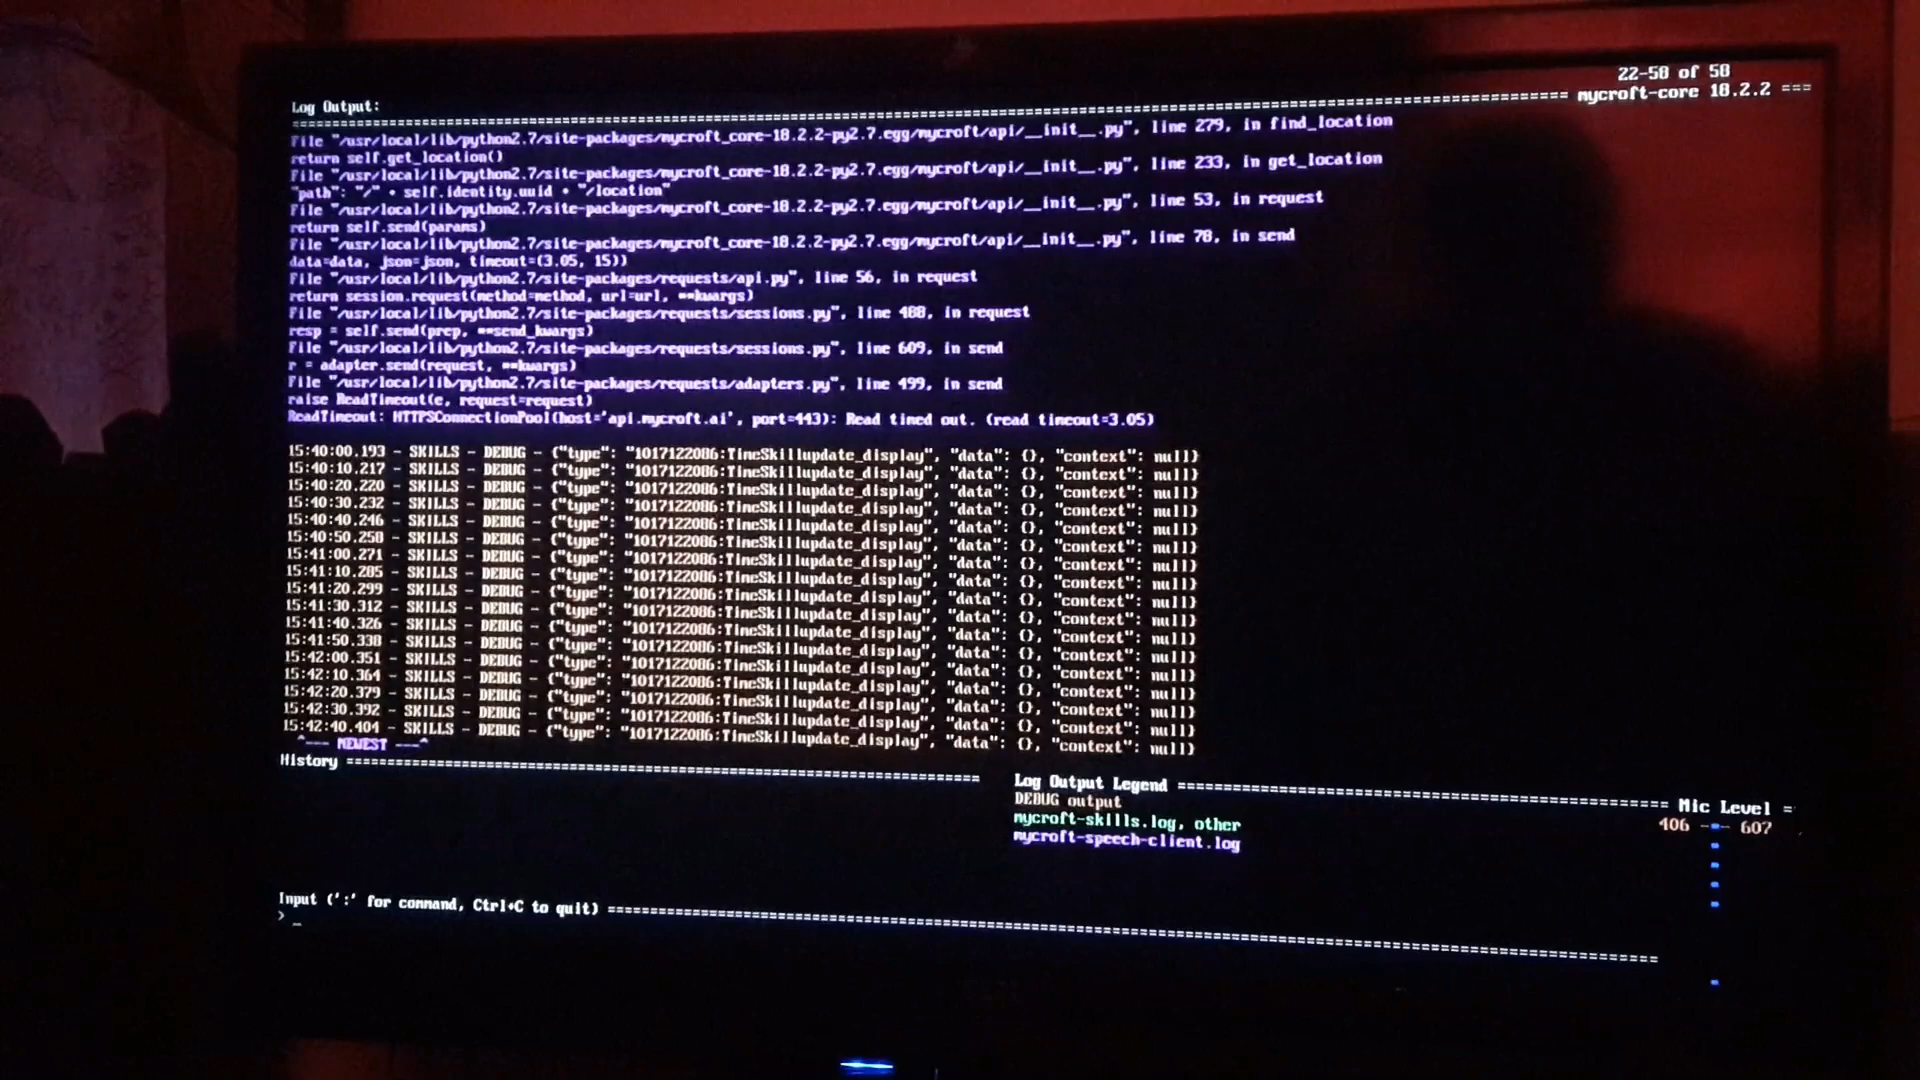 22-58 of 58
Log Output: ================================================ mycroft-core 18.2.2 ===
File "/usr/local/lib/python2.7/site-packages/mycroft_core-18.2.2-py2.7.egg/mycroft/api/__init__.py", line 279, in find_location
return self.get_location()
File "/usr/local/lib/python2.7/site-packages/mycroft_core-18.2.2-py2.7.egg/mycroft/api/__init__.py", line 233, in get_location
"path": "/" + self.identity.uuid + "/location"
File "/usr/local/lib/python2.7/site-packages/mycroft_core-18.2.2-py2.7.egg/mycroft/api/__init__.py", line 53, in request
return self.send(params)
File "/usr/local/lib/python2.7/site-packages/mycroft_core-18.2.2-py2.7.egg/mycroft/api/__init__.py", line 78, in send
data=data, json=json, timeout=(3.05, 15))
File "/usr/local/lib/python2.7/site-packages/requests/api.py", line 56, in request
return session.request(method=method, url=url, **kwargs)
File "/usr/local/lib/python2.7/site-packages/requests/sessions.py", line 488, in request
resp = self.send(prep, **send_kwargs)
File "/usr/local/lib/python2.7/site-packages/requests/sessions.py", line 609, in send
r = adapter.send(request, **kwargs)
File "/usr/local/lib/python2.7/site-packages/requests/adapters.py", line 499, in send
raise ReadTimeout(e, request=request)
ReadTimeout: HTTPSConnectionPool(host='api.mycroft.ai', port=443): Read timed out. (read timeout=3.05)
15:40:00.193 - SKILLS - DEBUG - {"type": "1017122086:TimeSkillupdate_display", "data": {}, "context": null}
15:40:10.217 - SKILLS - DEBUG - {"type": "1017122086:TimeSkillupdate_display", "data": {}, "context": null}
15:40:20.220 - SKILLS - DEBUG - {"type": "1017122086:TimeSkillupdate_display", "data": {}, "context": null}
15:40:30.232 - SKILLS - DEBUG - {"type": "1017122086:TimeSkillupdate_display", "data": {}, "context": null}
15:40:40.246 - SKILLS - DEBUG - {"type": "1017122086:TimeSkillupdate_display", "data": {}, "context": null}
15:40:50.258 - SKILLS - DEBUG - {"type": "1017122086:TimeSkillupdate_display", "data": {}, "context": null}
15:41:00.271 - SKILLS - DEBUG - {"type": "1017122086:TimeSkillupdate_display", "data": {}, "context": null}
15:41:10.285 - SKILLS - DEBUG - {"type": "1017122086:TimeSkillupdate_display", "data": {}, "context": null}
15:41:20.299 - SKILLS - DEBUG - {"type": "1017122086:TimeSkillupdate_display", "data": {}, "context": null}
15:41:30.312 - SKILLS - DEBUG - {"type": "1017122086:TimeSkillupdate_display", "data": {}, "context": null}
15:41:40.326 - SKILLS - DEBUG - {"type": "1017122086:TimeSkillupdate_display", "data": {}, "context": null}
15:41:50.338 - SKILLS - DEBUG - {"type": "1017122086:TimeSkillupdate_display", "data": {}, "context": null}
15:42:00.351 - SKILLS - DEBUG - {"type": "1017122086:TimeSkillupdate_display", "data": {}, "context": null}
15:42:10.364 - SKILLS - DEBUG - {"type": "1017122086:TimeSkillupdate_display", "data": {}, "context": null}
15:42:20.379 - SKILLS - DEBUG - {"type": "1017122086:TimeSkillupdate_display", "data": {}, "context": null}
15:42:30.392 - SKILLS - DEBUG - {"type": "1017122086:TimeSkillupdate_display", "data": {}, "context": null}
15:42:40.404 - SKILLS - DEBUG - {"type": "1017122086:TimeSkillupdate_display", "data": {}, "context": null}
^--- NEWEST ---^
History ================================================
Log Output Legend ================================ Mic Level =
DEBUG output
406 --- 607
mycroft-skills.log, other
mycroft-speech-client.log
Input (':' for command, Ctrl+C to quit) ================================================
> _